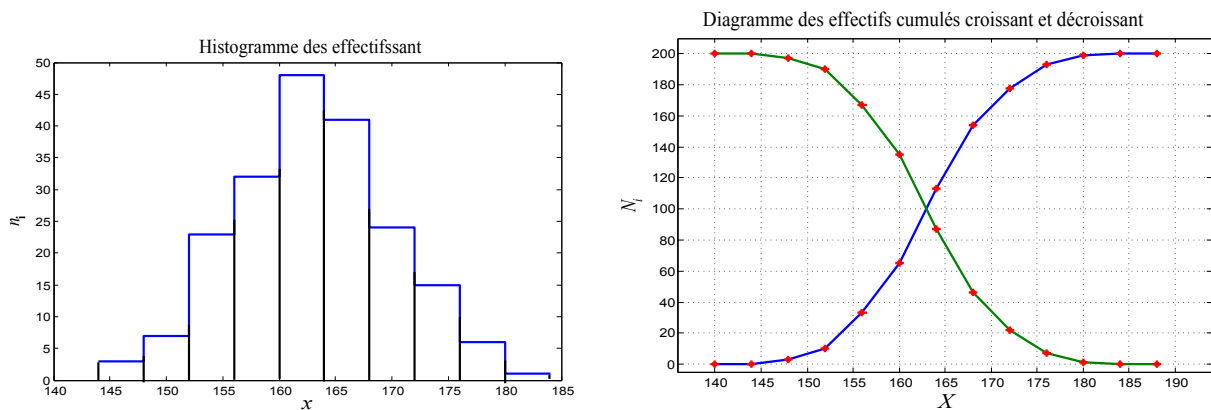 Histogramme des effectifssant
50
45
40
35
30
25
20
15
10
5
0
140 145 150 155 160 165 170 175 180 185
x
n_i
Diagramme des effectifs cumulés croissant et décroissant
200
180
160
140
120
100
80
60
40
20
0
140 145 150 155 160 165 170 175 180 185 190
X
N_i